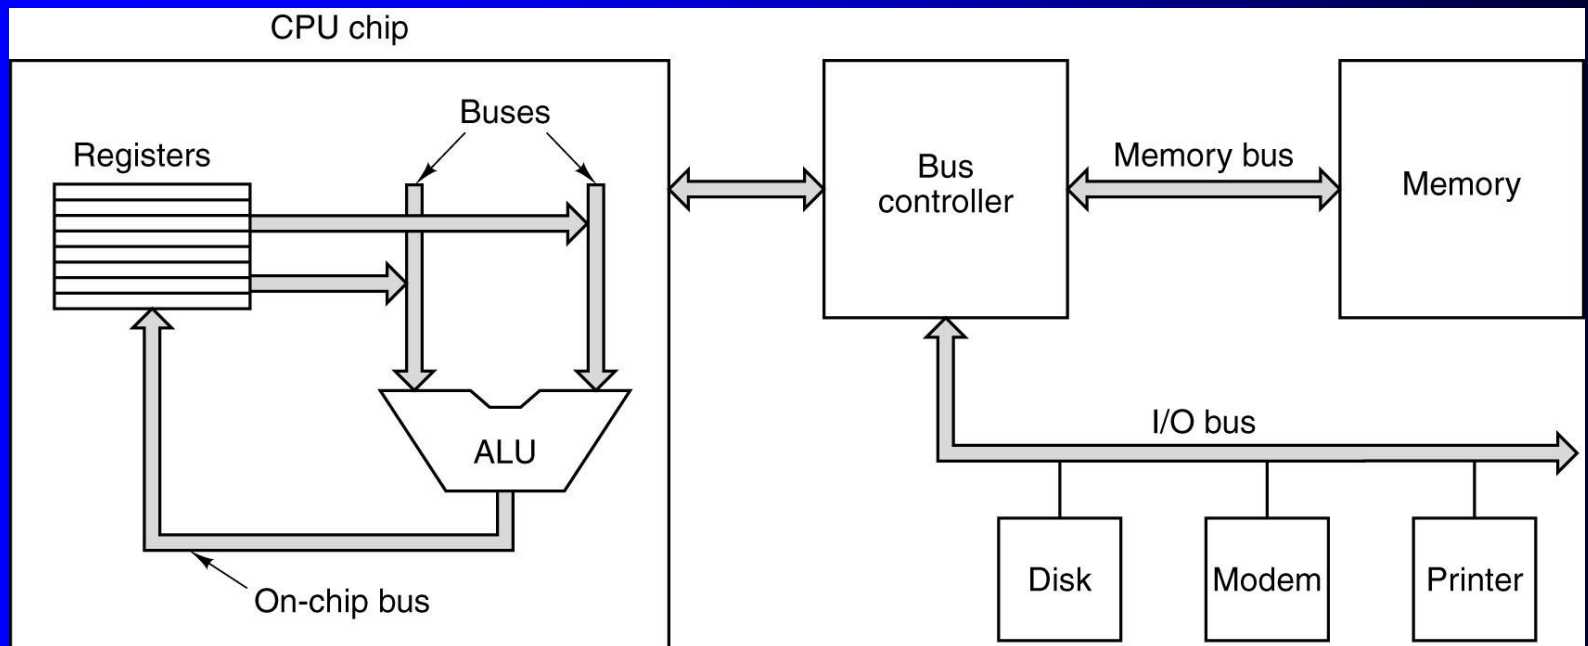 CPU chip
Buses
Registers
Bus
controller
Memory bus
Memory
ALU
I/O bus
On-chip bus
Disk
Modem
Printer